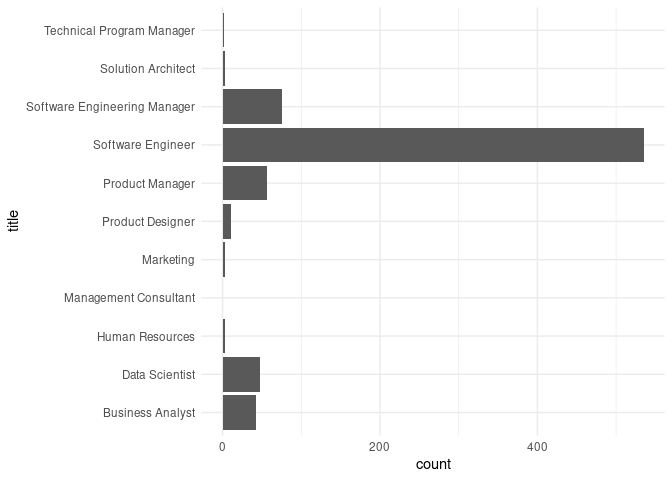 Technical Program Manager
Solution Architect
Software Engineering Manager
Software Engineer
Product Manager
Product Designer
Marketing
Management Consultant
Human Resources
Data Scientist
Business Analyst
title
0 200 400
count